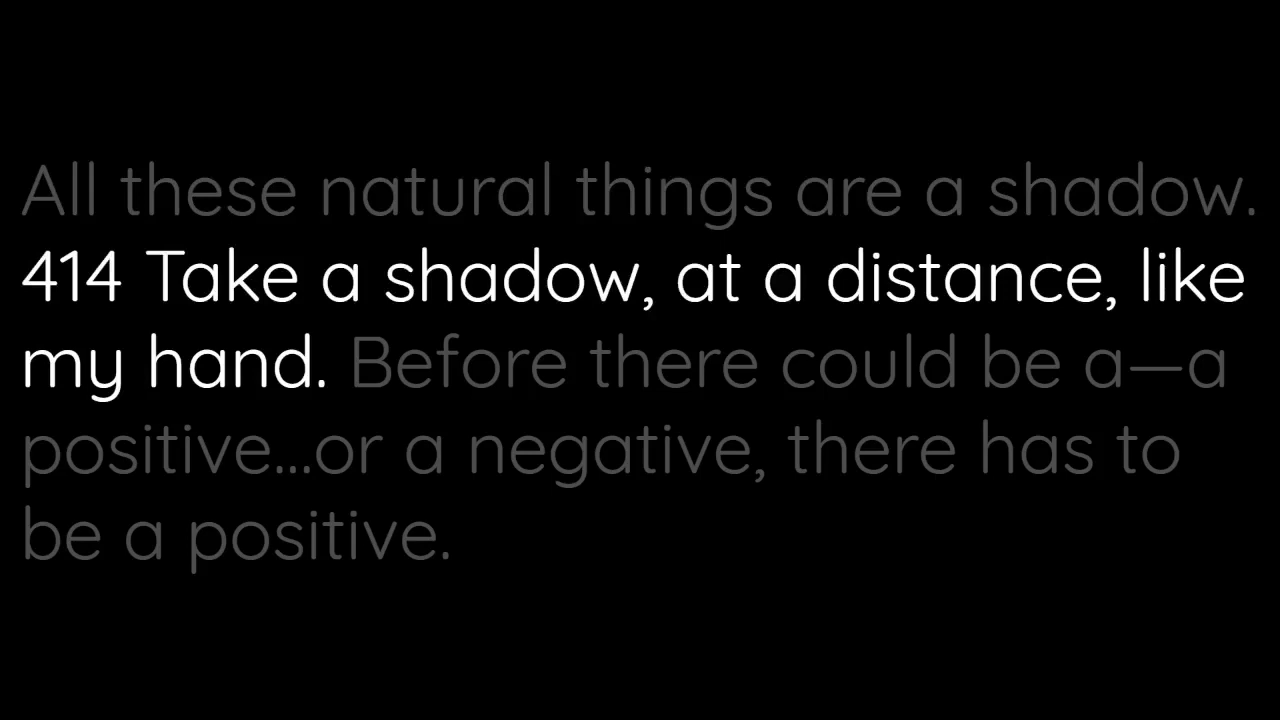 All these natural things are a shadow.
414 Take a shadow, at a distance, like
my hand. Before there could be a—a
positive...or a negative, there has to
be a positive.